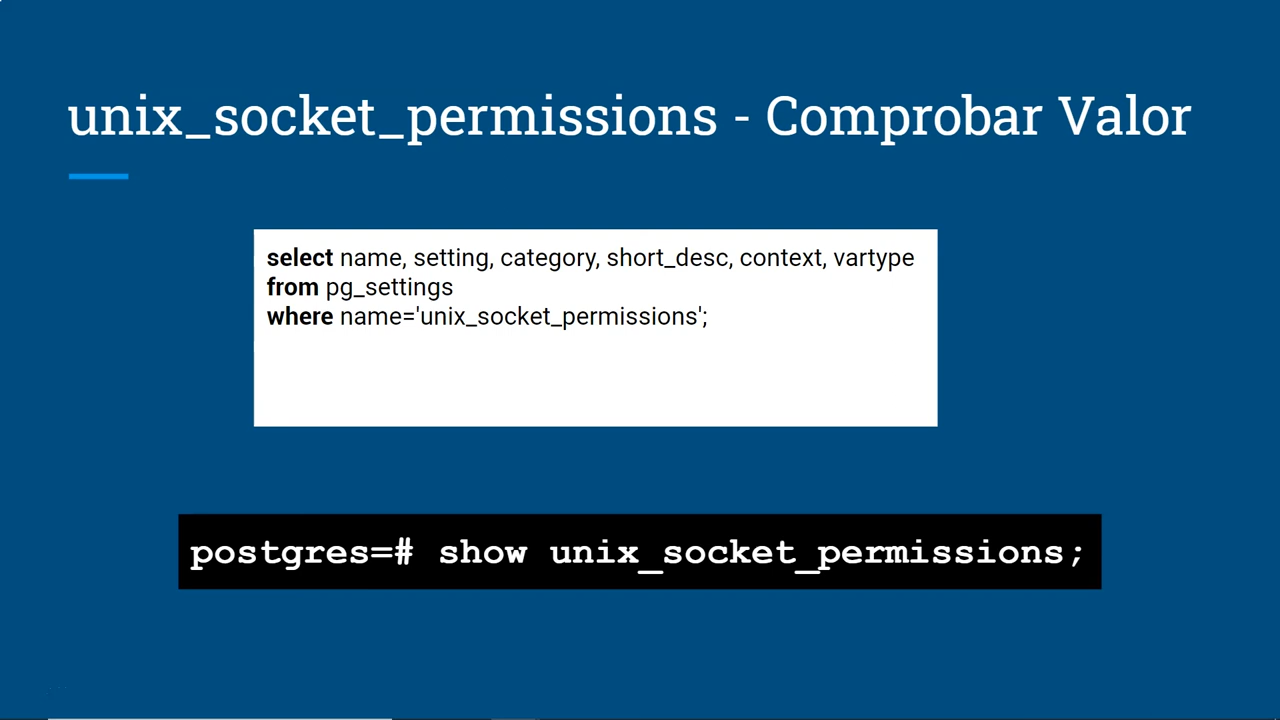 unix_socket_permissions - Comprobar Valor
select name, setting, category, short_desc, context, vartype
from pg_settings
where name='unix_socket_permissions';
postgres=# show unix_socket_permissions;